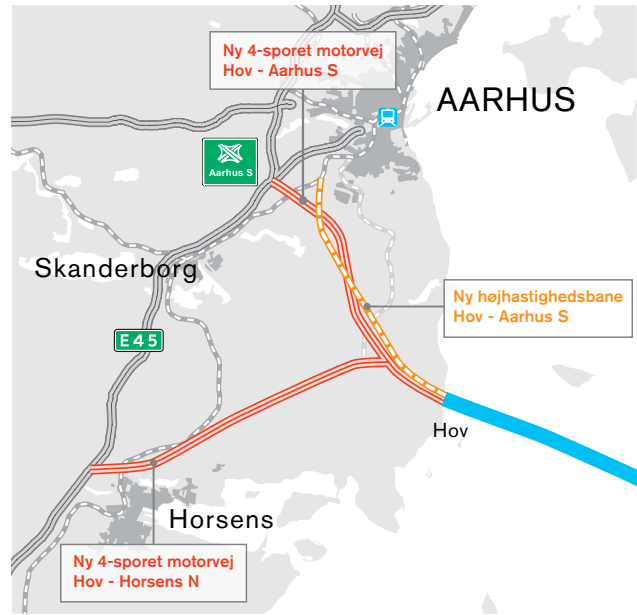 Ny 4-sporet motorvej
Hov - Aarhus S
AARHUS
Aarhus S
Skanderborg
Ny højhastighedsbane
Hov - Aarhus S
E45
Hov
Horsens
Ny 4-sporet motorvej
Hov - Horsens N